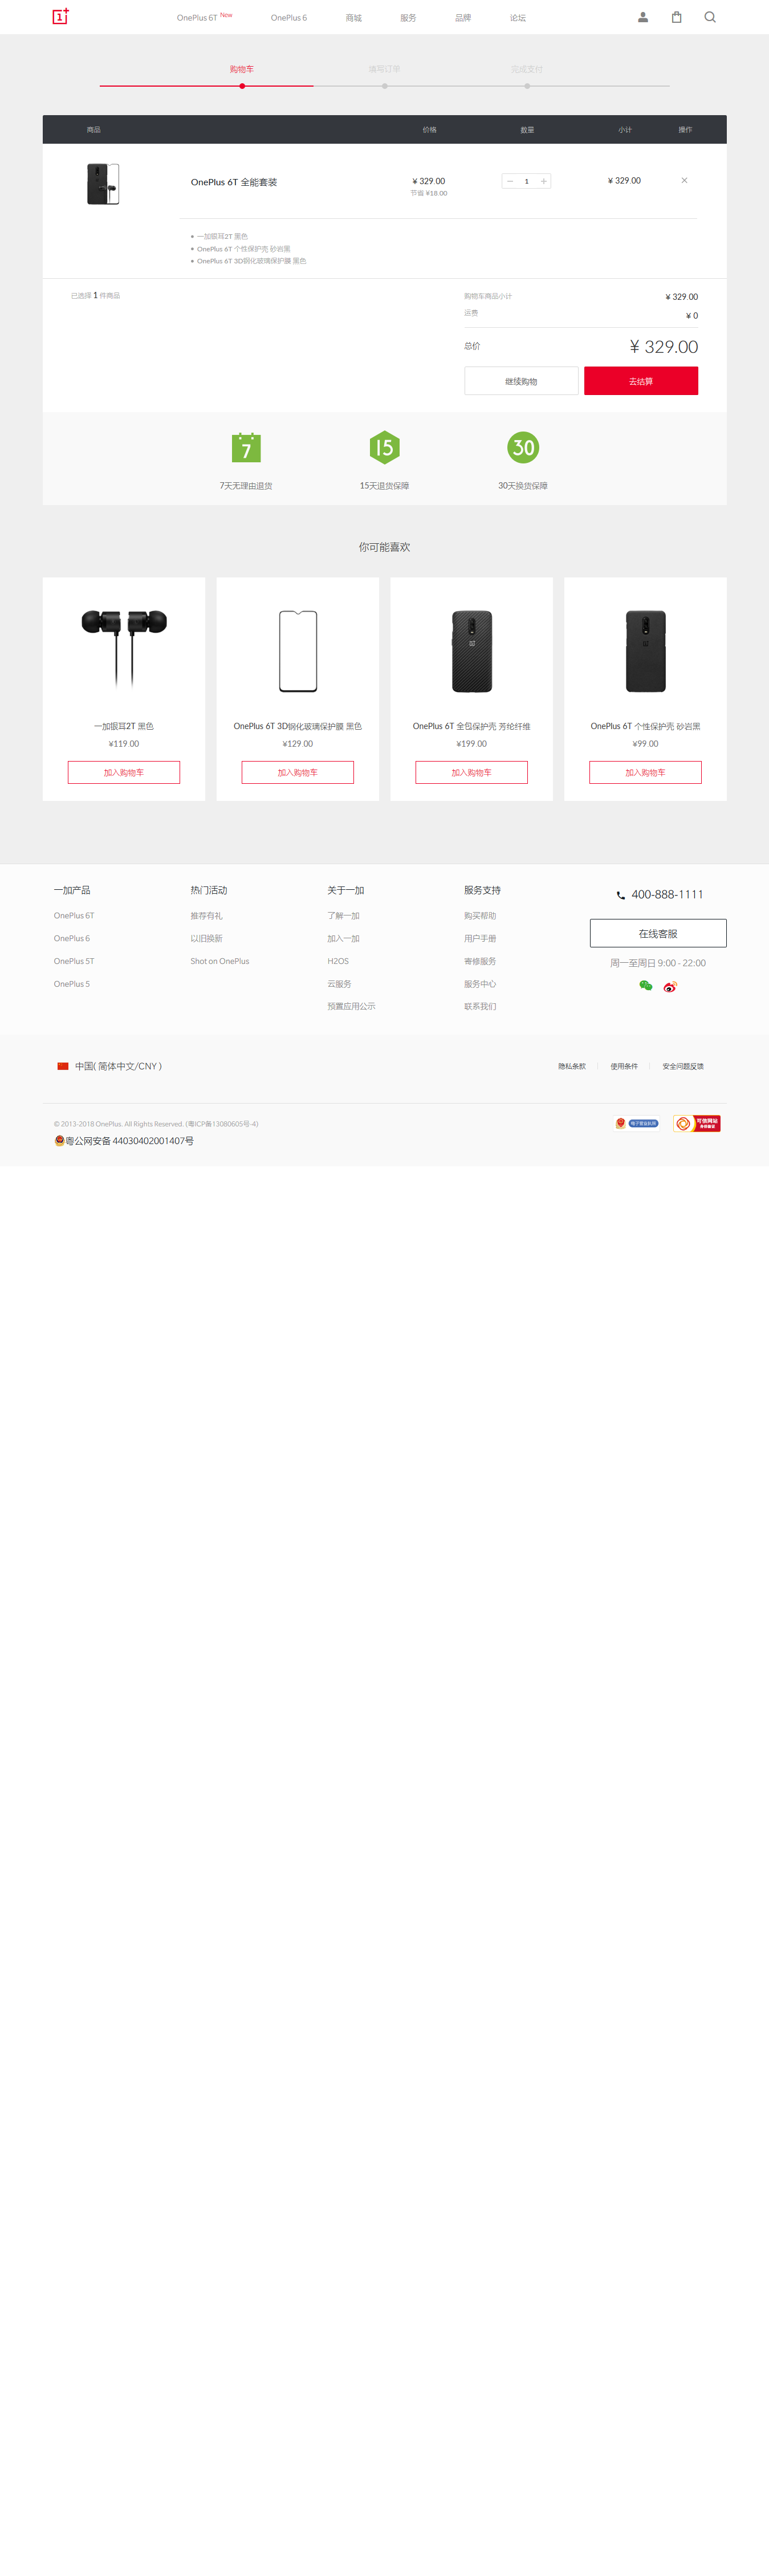 OnePlus 6T New OnePlus 6 商城 服务 品牌 论坛
购物车 填写订单 完成支付
商品 价格 数量 小计 操作
OnePlus 6T 全能套装 ¥ 329.00 1 ¥ 329.00
节省 ¥18.00
一加银耳2T 黑色
OnePlus 6T 个性保护壳 砂岩黑
OnePlus 6T 3D钢化玻璃保护膜 黑色
已选择 1 件商品 购物车商品小计 ¥ 329.00
运费 ¥ 0
总价 ¥ 329.00
继续购物 去结算
7 15 30
7天无理由退货 15天退货保障 30天换货保障
你可能喜欢
一加银耳2T 黑色 OnePlus 6T 3D钢化玻璃保护膜 黑色 OnePlus 6T 全包保护壳 芳纶纤维 OnePlus 6T 个性保护壳 砂岩黑
¥119.00 ¥129.00 ¥199.00 ¥99.00
加入购物车 加入购物车 加入购物车 加入购物车
一加产品 热门活动 关于一加 服务支持 400-888-1111
OnePlus 6T 推荐有礼 了解一加 购买帮助
OnePlus 6 以旧换新 加入一加 用户手册 在线客服
OnePlus 5T Shot on OnePlus H2OS 寄修服务 周一至周日 9:00 - 22:00
OnePlus 5 云服务 服务中心
预置应用公示 联系我们
中国( 简体中文/CNY ) 隐私条款 使用条件 安全问题反馈
© 2013-2018 OnePlus. All Rights Reserved. (粤ICP备13080605号-4)
粤公网安备 44030402001407号
电子营业执照 可信网站
身份验证